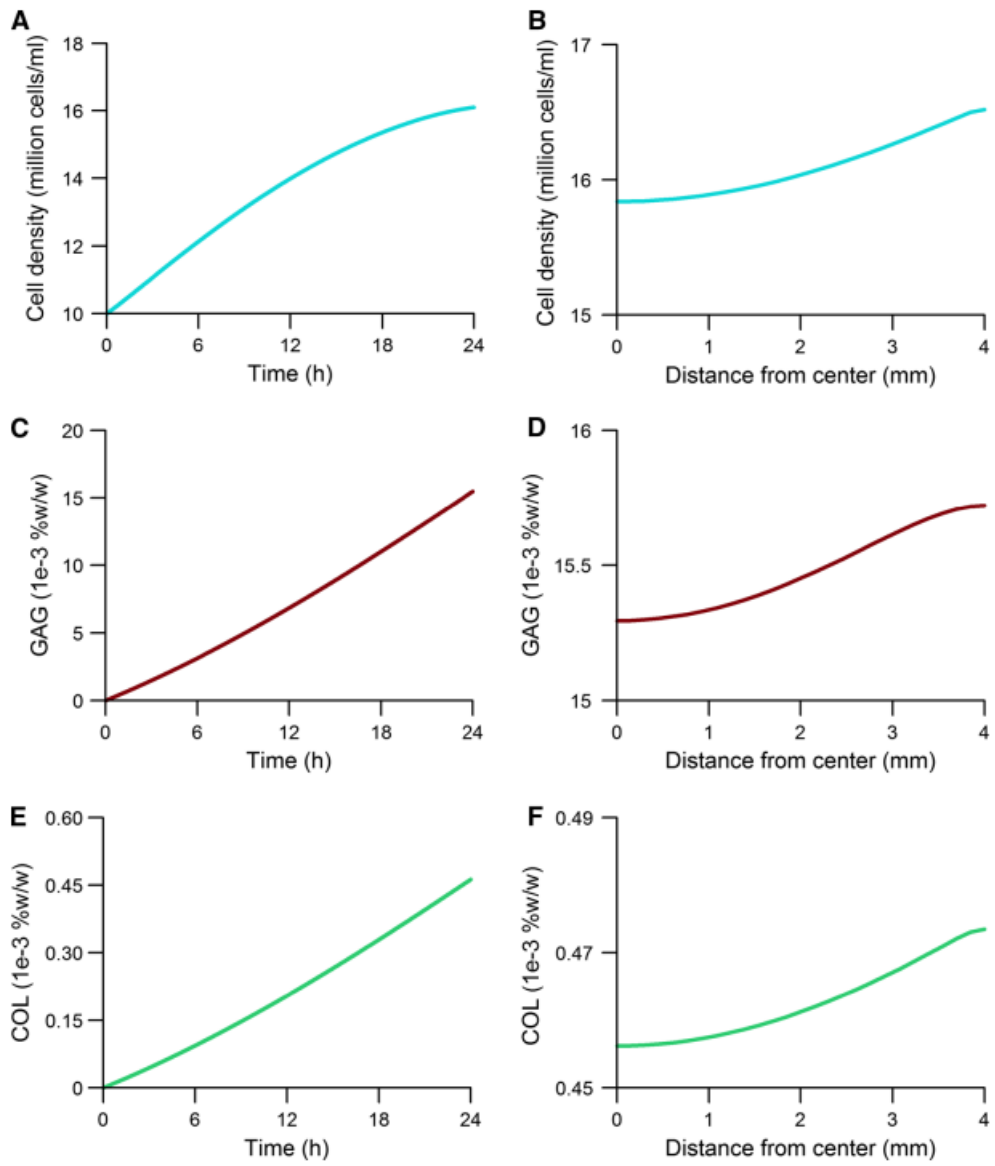 A
Cell density (million cells/ml)
18
16
14
12
10
0 6 12 18 24
Time (h)
B
Cell density (million cells/ml)
17
16
15
0 1 2 3 4
Distance from center (mm)
C
GAG (1e-3 %w/w)
20
15
10
5
0
0 6 12 18 24
Time (h)
D
GAG (1e-3 %w/w)
16
15.5
15
0 1 2 3 4
Distance from center (mm)
E
COL (1e-3 %w/w)
0.60
0.45
0.30
0.15
0
0 6 12 18 24
Time (h)
F
COL (1e-3 %w/w)
0.49
0.47
0.45
0 1 2 3 4
Distance from center (mm)